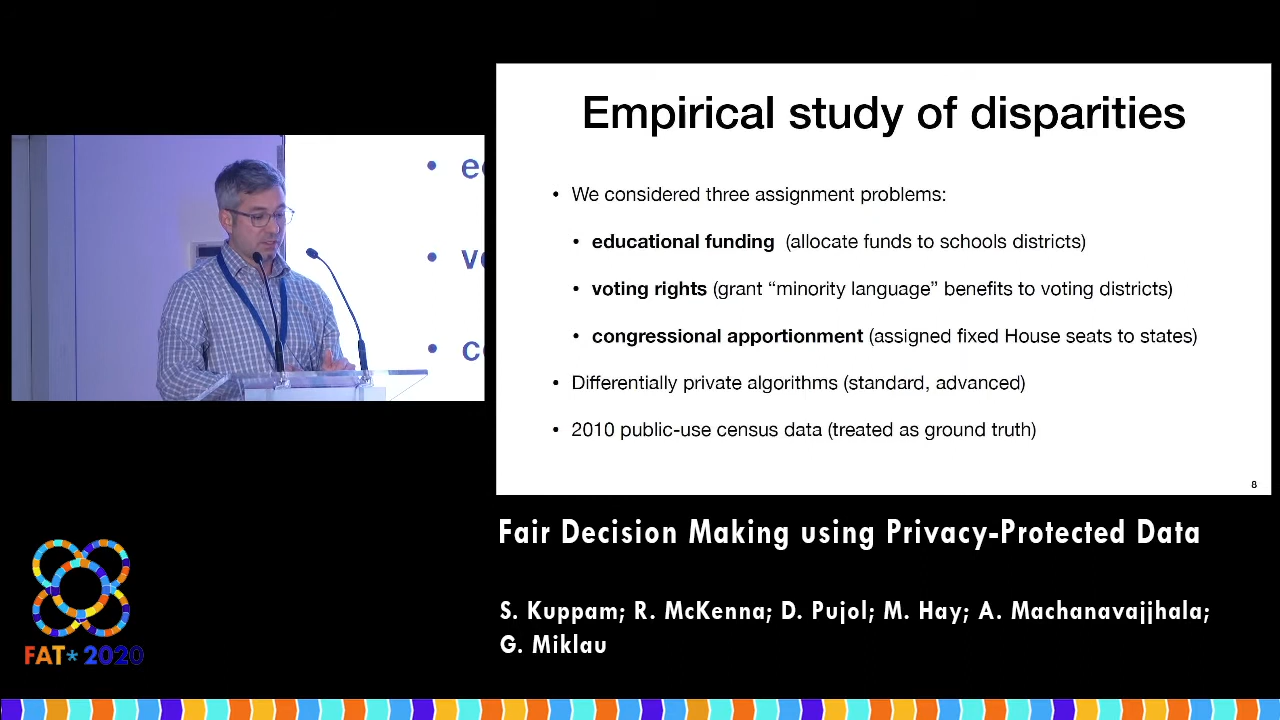 Empirical study of disparities
• We considered three assignment problems:
• educational funding (allocate funds to schools districts)
• voting rights (grant “minority language” benefits to voting districts)
• congressional apportionment (assigned fixed House seats to states)
• Differentially private algorithms (standard, advanced)
• 2010 public-use census data (treated as ground truth)
8
• ec
• vo
• co
Fair Decision Making using Privacy-Protected Data
S. Kuppam; R. McKenna; D. Pujol; M. Hay; A. Machanavajjhala;
G. Miklau
FAT* 2020